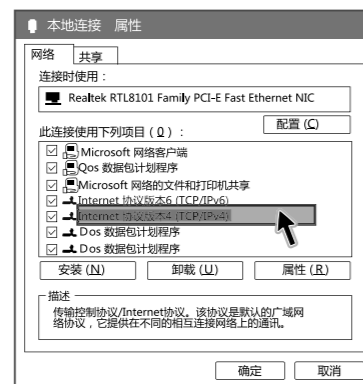 本地连接 属性
网络 共享
连接时使用：
Realtek RTL8101 Family PCI-E Fast Ethernet NIC
配置 (C)
此连接使用下列项目 ( Q ) ：
Microsoft 网络客户端
Qos 数据包计划程序
Microsoft 网络的文件和打印机共享
Internet 协议版本6 (TCP/IPv6)
Internet 协议版本4 (TCP/IPv4)
Dos 数据包计划程序
Dos 数据包计划程序
安装 (N) 卸载 (U) 属性 (R)
描述
传输控制协议/Internet协议。该协议是默认的广域网
络协议，它提供在不同的相互连接网络上的通讯。
确定 取消